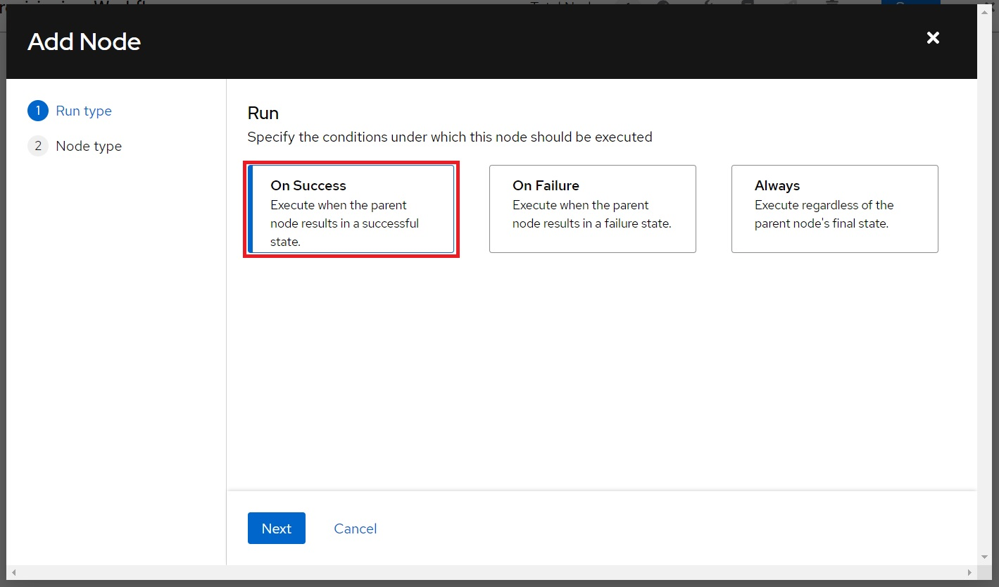 Add Node
1 Run type
2 Node type
Run
Specify the conditions under which this node should be executed
On Success
Execute when the parent
node results in a successful
state.
On Failure
Execute when the parent
node results in a failure state.
Always
Execute regardless of the
parent node's final state.
Next
Cancel